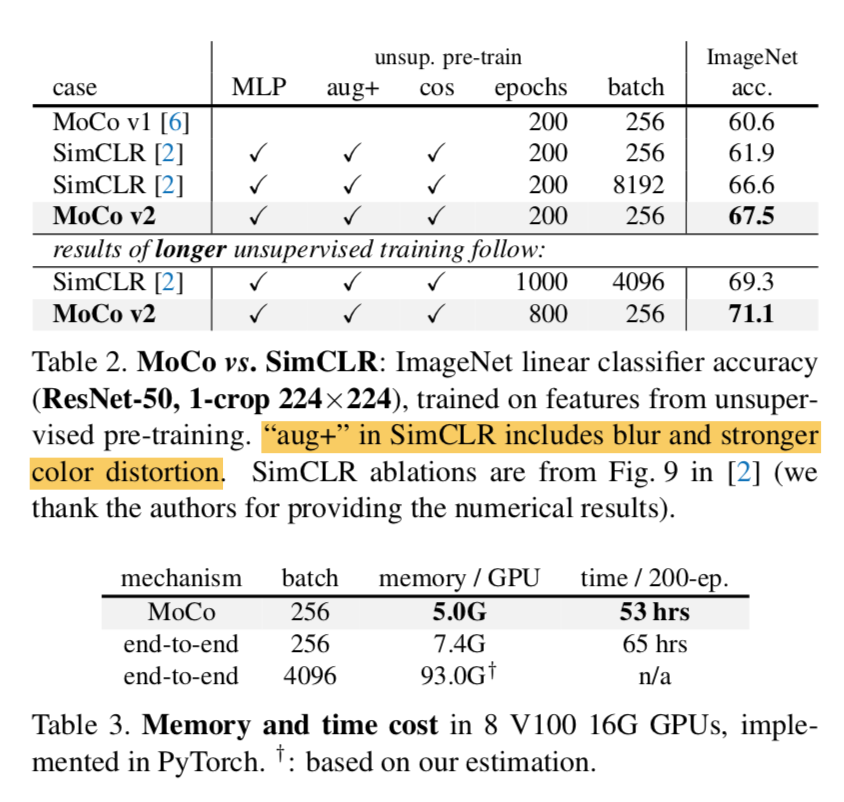 unsup. pre-train ImageNet
case MLP aug+ cos epochs batch acc.
MoCo v1 [6] 200 256 60.6
SimCLR [2] ✓ ✓ ✓ 200 256 61.9
SimCLR [2] ✓ ✓ ✓ 200 8192 66.6
MoCo v2 ✓ ✓ ✓ 200 256 67.5
results of longer unsupervised training follow:
SimCLR [2] ✓ ✓ ✓ 1000 4096 69.3
MoCo v2 ✓ ✓ ✓ 800 256 71.1
Table 2. MoCo vs. SimCLR: ImageNet linear classifier accuracy
(ResNet-50, 1-crop 224×224), trained on features from unsuper-
vised pre-training. “aug+” in SimCLR includes blur and stronger
color distortion. SimCLR ablations are from Fig. 9 in [2] (we
thank the authors for providing the numerical results).
mechanism batch memory / GPU time / 200-ep.
MoCo 256 5.0G 53 hrs
end-to-end 256 7.4G 65 hrs
end-to-end 4096 93.0G† n/a
Table 3. Memory and time cost in 8 V100 16G GPUs, imple-
mented in PyTorch. †: based on our estimation.